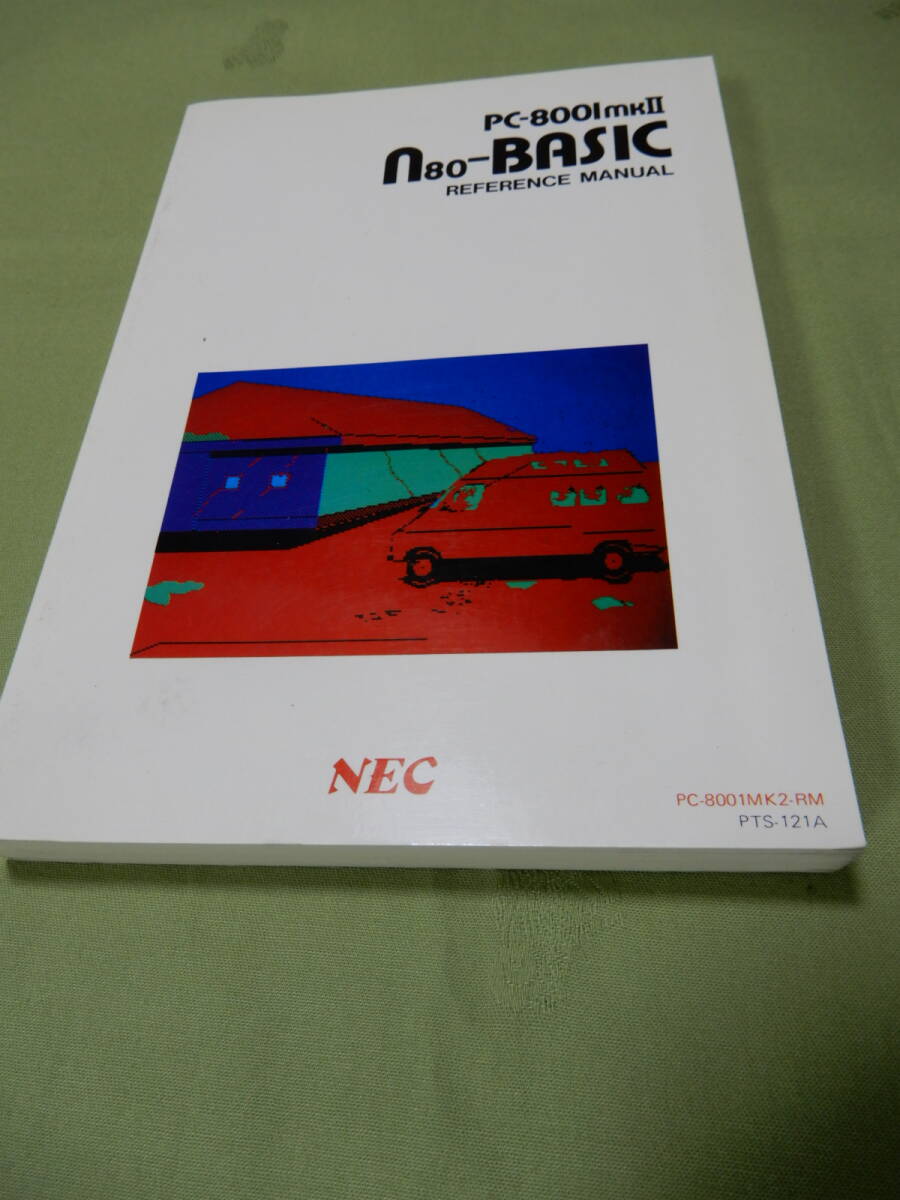 PC-8001mkII
n80-BASIC
REFERENCE MANUAL
NEC
PC-8001MK2-RM
PTS-121A